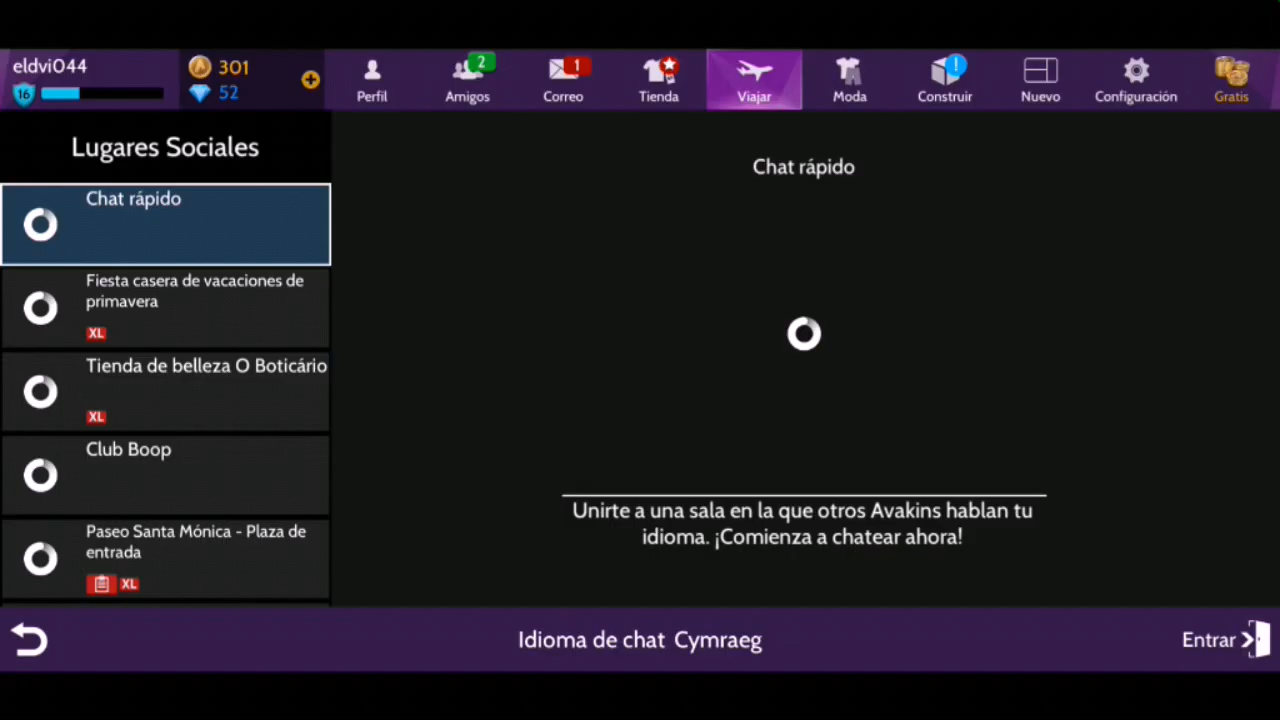 eldvi044
16
301
52
Perfil
2
Amigos
1
Correo
Tienda
Viajar
Moda
!
Construir
Nuevo
Configuración
Gratis
Lugares Sociales
Chat rápido
Fiesta casera de vacaciones de
primavera
XL
Tienda de belleza O Boticário
XL
Club Boop
Paseo Santa Mónica - Plaza de
entrada
XL
Chat rápido
Unirte a una sala en la que otros Avakins hablan tu
idioma. ¡Comienza a chatear ahora!
Idioma de chat Cymraeg
Entrar